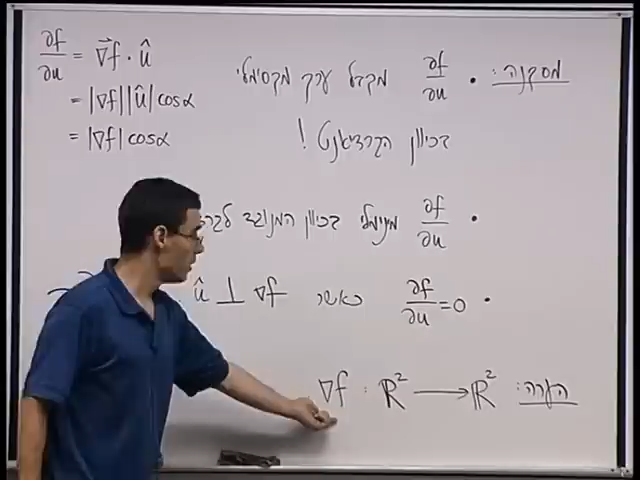 ∂f/∂u = ∇⃗f · û
= |∇f||û| cosα
= |∇f| cosα
מסקנה: • ∂f/∂u מקבל ערך מקסימלי
בכיוון הגרדיאנט!
• ∂f/∂u מינימלי בכיוון המנוגד
• ∂f/∂u = 0 כאשר û ⊥ ∇f
הערה: ∇f : ℝ² ⟶ ℝ²